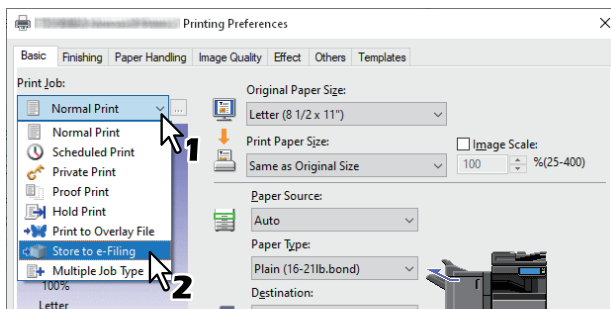 Printing Preferences
Basic Finishing Paper Handling Image Quality Effect Others Templates
Print Job:
Normal Print
...
Normal Print
Scheduled Print
Private Print
Proof Print
Hold Print
Print to Overlay File
Store to e-Filing
Multiple Job Type
1
2
100%
Letter
Original Paper Size:
Letter (8 1/2 x 11")
Print Paper Size:
Same as Original Size
Image Scale:
100 %(25-400)
Paper Source:
Auto
Paper Type:
Plain (16-21lb.bond)
Destination: